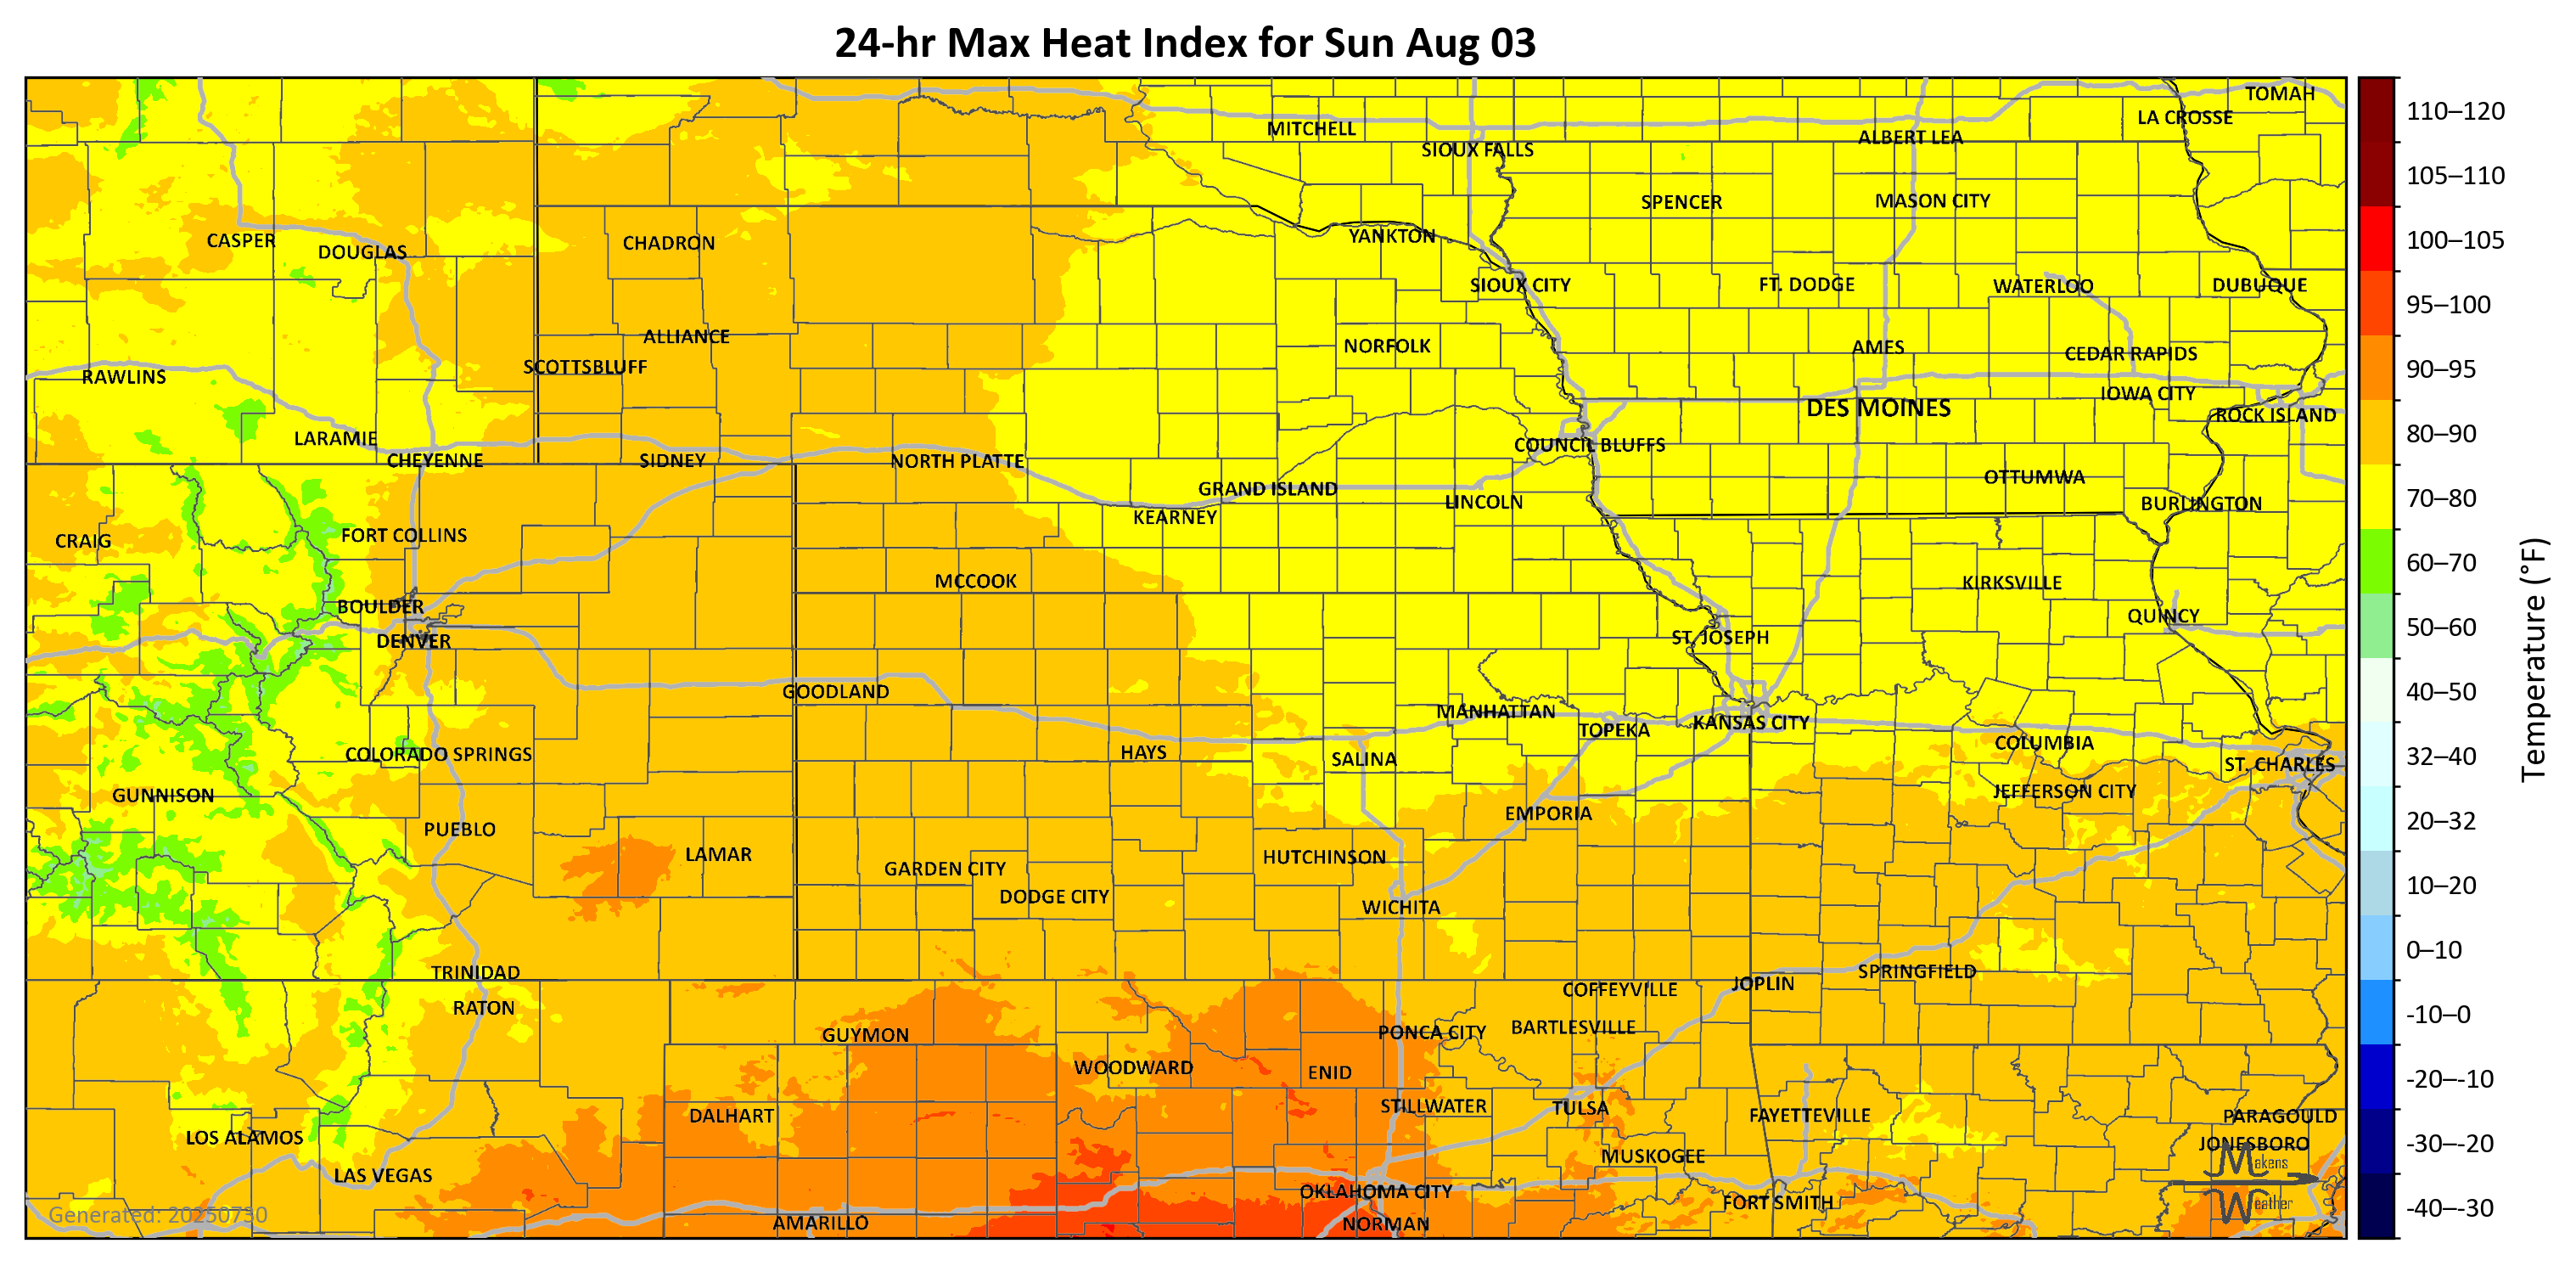 24-hr Max Heat Index for Sun Aug 03
TOMAH
LA CROSSE
MITCHELL
ALBERT LEA
SIOUX FALLS
SPENCER
MASON CITY
CASPER
DOUGLAS
CHADRON
YANKTON
SIOUX CITY
FT. DODGE
WATERLOO
DUBUQUE
ALLIANCE
NORFOLK
AMES
CEDAR RAPIDS
SCOTTSBLUFF
RAWLINS
IOWA CITY
DES MOINES
ROCK ISLAND
LARAMIE
COUNCIL BLUFFS
CHEYENNE
SIDNEY
NORTH PLATTE
OTTUMWA
GRAND ISLAND
LINCOLN
BURLINGTON
KEARNEY
FORT COLLINS
CRAIG
MCCOOK
KIRKSVILLE
BOULDER
QUINCY
DENVER
ST. JOSEPH
GOODLAND
MANHATTAN
KANSAS CITY
TOPEKA
COLUMBIA
COLORADO SPRINGS
HAYS
SALINA
ST. CHARLES
GUNNISON
JEFFERSON CITY
EMPORIA
PUEBLO
LAMAR
HUTCHINSON
GARDEN CITY
DODGE CITY
WICHITA
TRINIDAD
SPRINGFIELD
JOPLIN
COFFEYVILLE
RATON
GUYMON
PONCA CITY
BARTLESVILLE
WOODWARD
ENID
DALHART
STILLWATER
TULSA
FAYETTEVILLE
PARAGOULD
LOS ALAMOS
JONESBORO
MUSKOGEE
LAS VEGAS
OKLAHOMA CITY
FORT SMITH
AMARILLO
NORMAN
Generated: 20250730
Makens
Weather
110–120
105–110
100–105
95–100
90–95
80–90
70–80
60–70
50–60
40–50
32–40
20–32
10–20
0–10
-10–0
-20–-10
-30–-20
-40–-30
Temperature (°F)